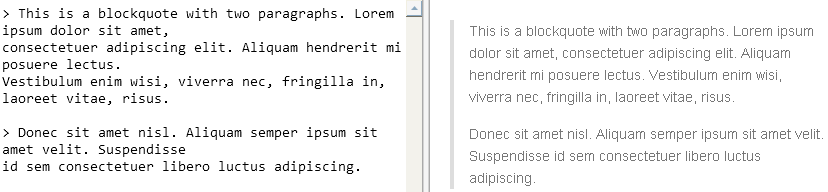 > This is a blockquote with two paragraphs. Lorem
ipsum dolor sit amet,
consectetuer adipiscing elit. Aliquam hendrerit mi
posuere lectus.
Vestibulum enim wisi, viverra nec, fringilla in,
laoreet vitae, risus.
> Donec sit amet nisl. Aliquam semper ipsum sit
amet velit. Suspendisse
id sem consectetuer libero luctus adipiscing.
This is a blockquote with two paragraphs. Lorem ipsum
dolor sit amet, consectetuer adipiscing elit. Aliquam
hendrerit mi posuere lectus. Vestibulum enim wisi,
viverra nec, fringilla in, laoreet vitae, risus.
Donec sit amet nisl. Aliquam semper ipsum sit amet velit.
Suspendisse id sem consectetuer libero luctus
adipiscing.